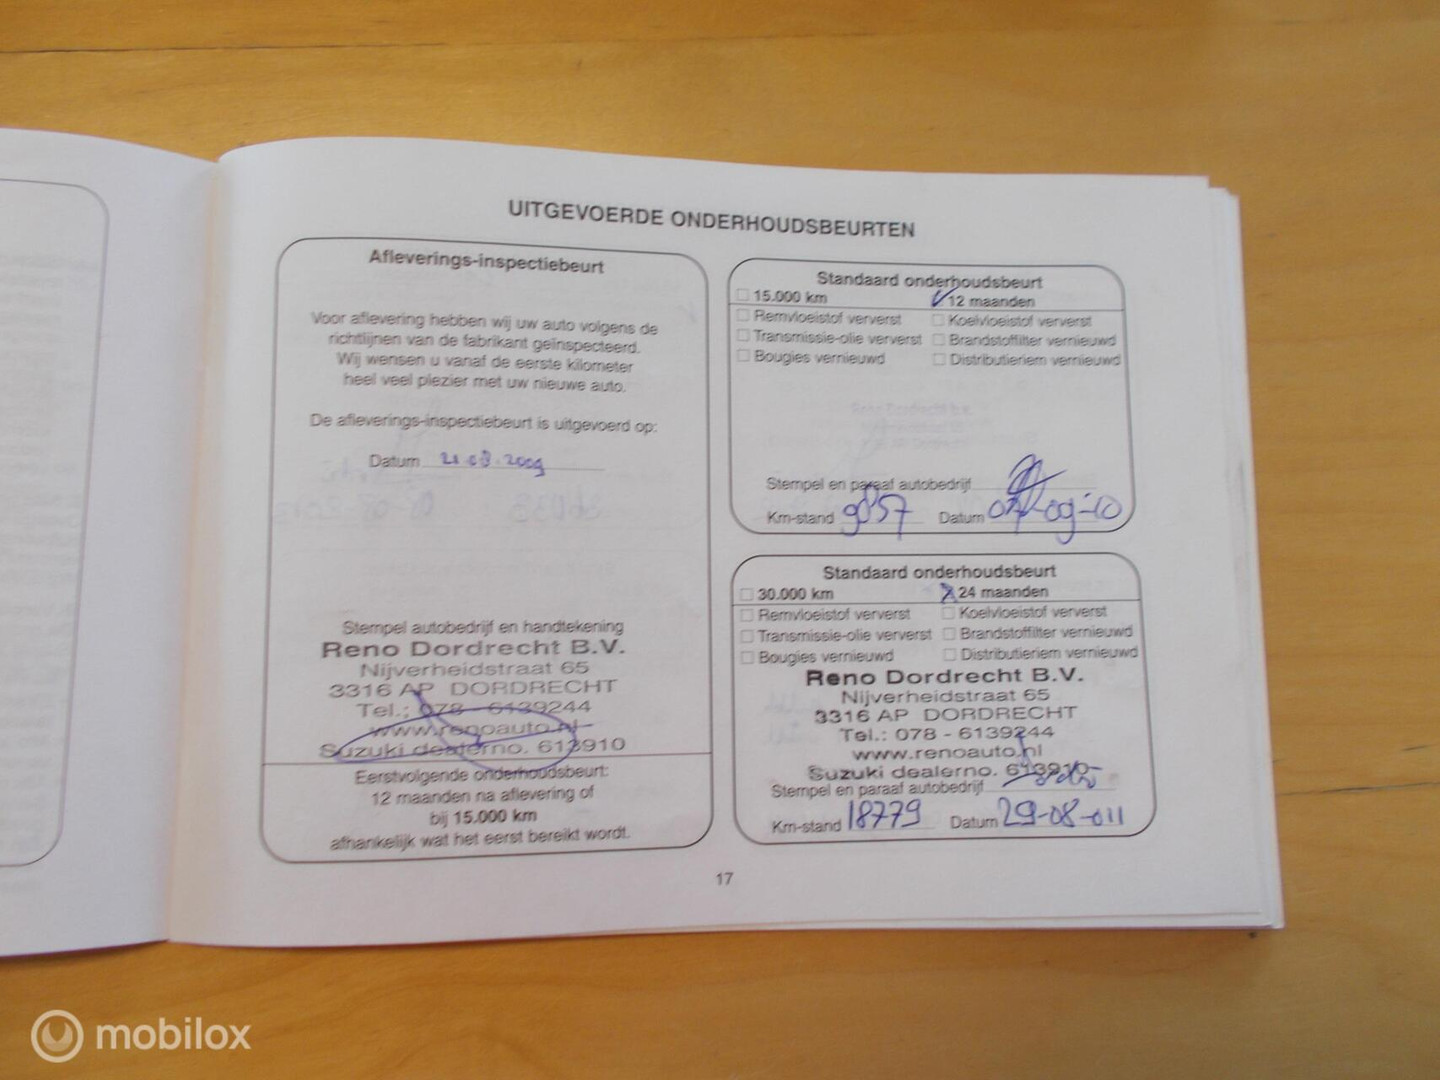 UITGEVOERDE ONDERHOUDSBEURTEN
Afleverings-inspectiebeurt
Voor aflevering hebben wij uw auto volgens de
richtlijnen van de fabrikant geïnspecteerd.
Wij wensen u vanaf de eerste kilometer
heel veel plezier met uw nieuwe auto.
De afleverings-inspectiebeurt is uitgevoerd op:
Datum 21.08.2009
Stempel autobedrijf en handtekening
Reno Dordrecht B.V.
Nijverheidstraat 65
3316 AP DORDRECHT
Tel.: 078 - 6139244
www.renoauto.nl
Suzuki dealerno. 613910
Eerstvolgende onderhoudsbeurt:
12 maanden na aflevering of
bij 15.000 km
afhankelijk wat het eerst bereikt wordt.
Standaard onderhoudsbeurt
15.000 km 12 maanden
Remvloeistof ververst Koelvloeistof ververst
Transmissie-olie ververst Brandstoffilter vernieuwd
Bougies vernieuwd Distributieriem vernieuwd
Stempel en paraaf autobedrijf
Km-stand 9857 Datum 07-09-10
Standaard onderhoudsbeurt
30.000 km 24 maanden
Remvloeistof ververst Koelvloeistof ververst
Transmissie-olie ververst Brandstoffilter vernieuwd
Bougies vernieuwd Distributieriem vernieuwd
Reno Dordrecht B.V.
Nijverheidstraat 65
3316 AP DORDRECHT
Tel.: 078 - 6139244
www.renoauto.nl
Suzuki dealerno. 613910
Stempel en paraaf autobedrijf
Km-stand 18779 Datum 29-08-011
17
mobilox